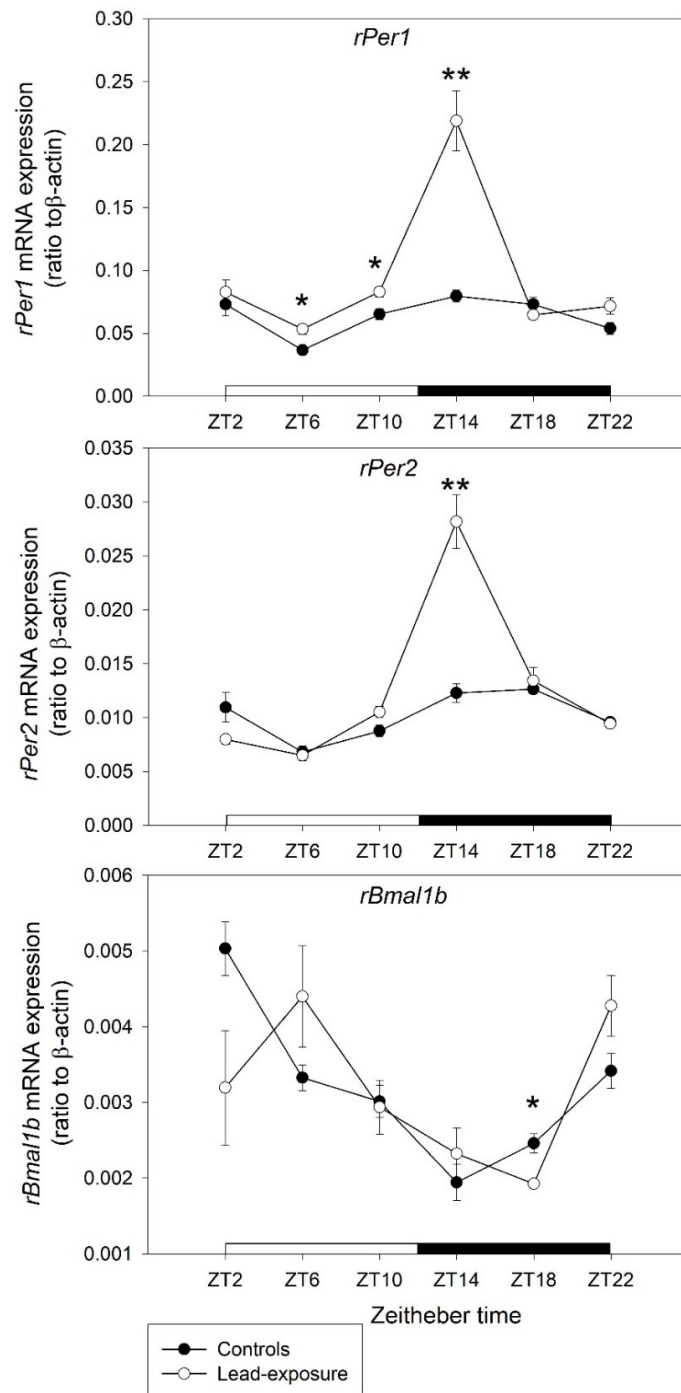 rPer1
rPer1 mRNA expression
(ratio toβ-actin)
0.30
0.25
0.20
0.15
0.10
0.05
0.00
*
*
**
ZT2 ZT6 ZT10 ZT14 ZT18 ZT22
rPer2
rPer2 mRNA expression
(ratio to β-actin)
0.035
0.030
0.025
0.020
0.015
0.010
0.005
0.000
**
ZT2 ZT6 ZT10 ZT14 ZT18 ZT22
rBmal1b
rBmal1b mRNA expression
(ratio to β-actin)
0.006
0.005
0.004
0.003
0.002
0.001
*
ZT2 ZT6 ZT10 ZT14 ZT18 ZT22
Zeitheber time
Controls
Lead-exposure